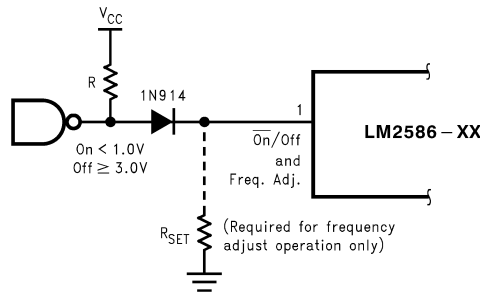 V_CC
R
1N914
1
On < 1.0V
Off ≥ 3.0V
O̅n̅/Off
and
Freq. Adj.
LM2586–XX
R_SET
(Required for frequency
adjust operation only)